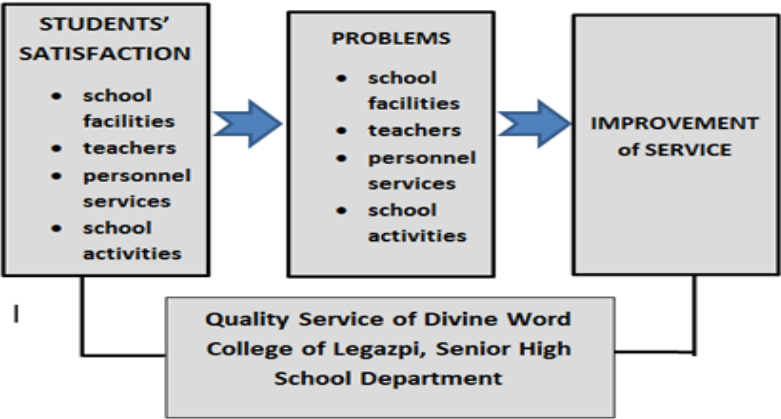 STUDENTS'
SATISFACTION
• school
facilities
• teachers
• personnel
services
• school
activities
PROBLEMS
• school
facilities
• teachers
• personnel
services
• school
activities
IMPROVEMENT
of SERVICE
I
Quality Service of Divine Word
College of Legazpi, Senior High
School Department